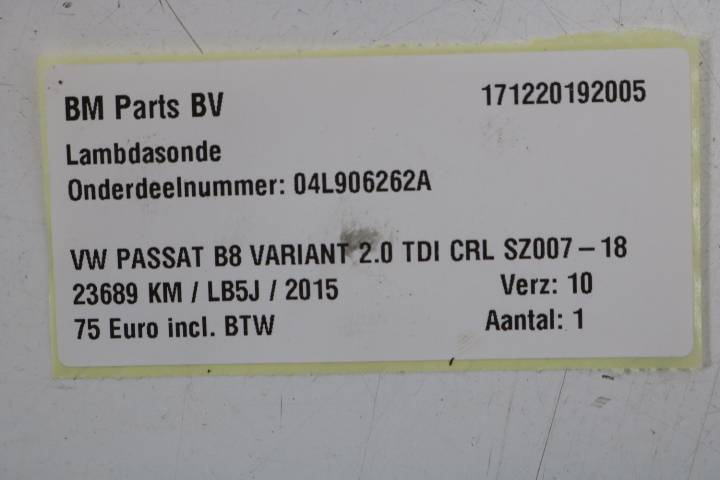 BM Parts BV 171220192005
Lambdasonde
Onderdeelnummer: 04L906262A
VW PASSAT B8 VARIANT 2.0 TDI CRL SZ007-18
23689 KM / LB5J / 2015 Verz: 10
75 Euro incl. BTW Aantal: 1